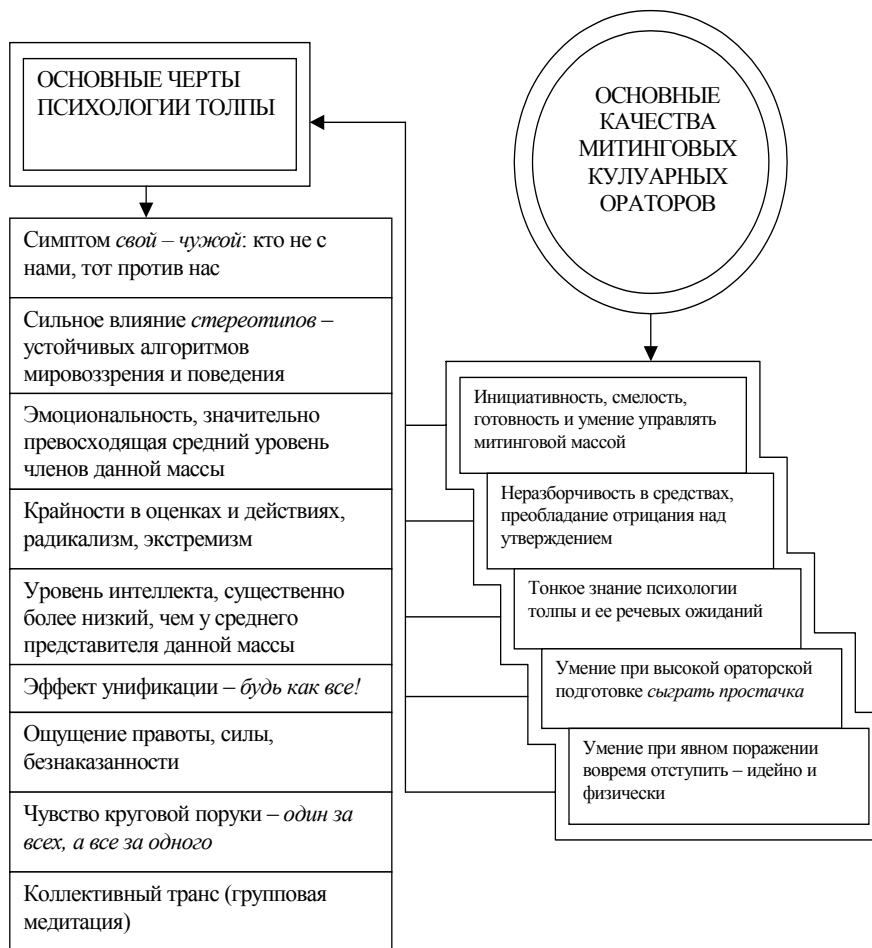 ОСНОВНЫЕ ЧЕРТЫ
ПСИХОЛОГИИ ТОЛПЫ
Симптом свой – чужой: кто не с
нами, тот против нас
Сильное влияние стереотипов –
устойчивых алгоритмов
мировоззрения и поведения
Эмоциональность, значительно
превосходящая средний уровень
членов данной массы
Крайности в оценках и действиях,
радикализм, экстремизм
Уровень интеллекта, существенно
более низкий, чем у среднего
представителя данной массы
Эффект унификации – будь как все!
Ощущение правоты, силы,
безнаказанности
Чувство круговой поруки – один за
всех, а все за одного
Коллективный транс (групповая
медитация)
ОСНОВНЫЕ
КАЧЕСТВА
МИТИНГОВЫХ
КУЛУАРНЫХ
ОРАТОРОВ
Инициативность, смелость,
готовность и умение управлять
митинговой массой
Неразборчивость в средствах,
преобладание отрицания над
утверждением
Тонкое знание психологии
толпы и ее речевых ожиданий
Умение при высокой ораторской
подготовке сыграть простачка
Умение при явном поражении
вовремя отступить – идейно и
физически